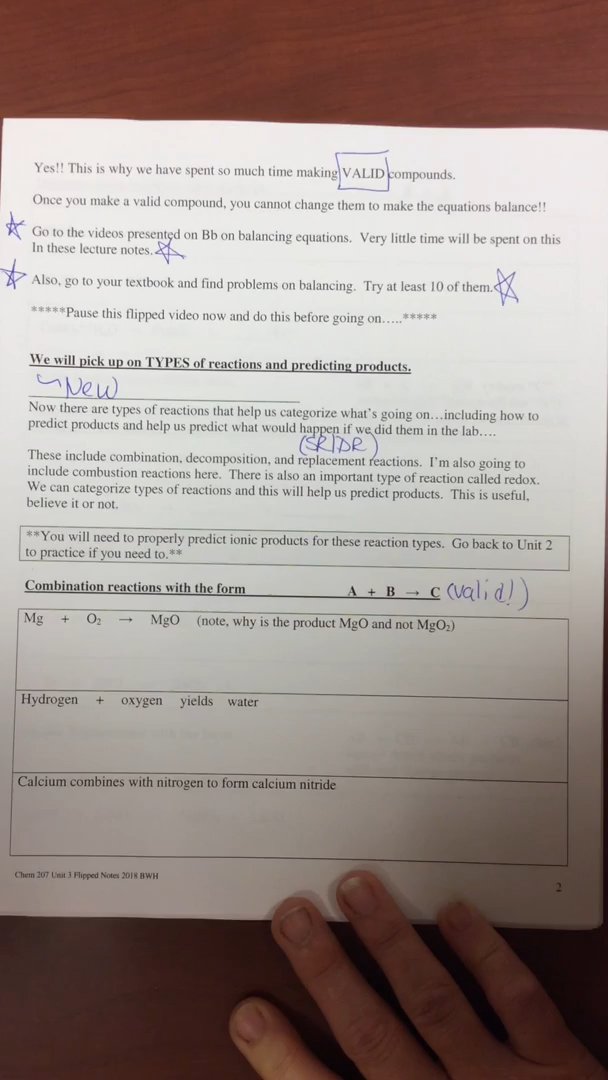 Yes!! This is why we have spent so much time making VALID compounds.
Once you make a valid compound, you cannot change them to make the equations balance!!
Go to the videos presented on Bb on balancing equations. Very little time will be spent on this
In these lecture notes.
Also, go to your textbook and find problems on balancing. Try at least 10 of them.
*****Pause this flipped video now and do this before going on…..*****
We will pick up on TYPES of reactions and predicting products.
New
Now there are types of reactions that help us categorize what's going on…including how to
predict products and help us predict what would happen if we did them in the lab….
(SR/DR)
These include combination, decomposition, and replacement reactions. I'm also going to
include combustion reactions here. There is also an important type of reaction called redox.
We can categorize types of reactions and this will help us predict products. This is useful,
believe it or not.
**You will need to properly predict ionic products for these reaction types. Go back to Unit 2
to practice if you need to.**
Combination reactions with the form A + B → C (valid!)
Mg + O₂ → MgO (note, why is the product MgO and not MgO₂)
Hydrogen + oxygen yields water
Calcium combines with nitrogen to form calcium nitride
Chem 207 Unit 3 Flipped Notes 2018 BWH
2